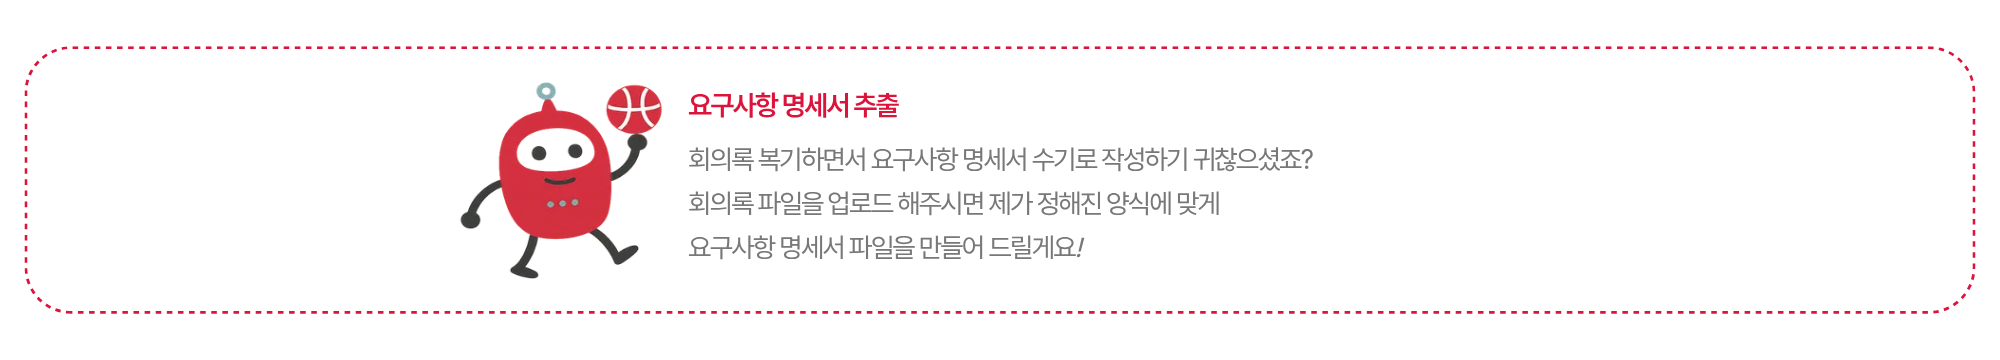 요구사항 명세서 추출
회의록 복기하면서 요구사항 명세서 수기로 작성하기 귀찮으셨죠?
회의록 파일을 업로드 해주시면 제가 정해진 양식에 맞게
요구사항 명세서 파일을 만들어 드릴게요!